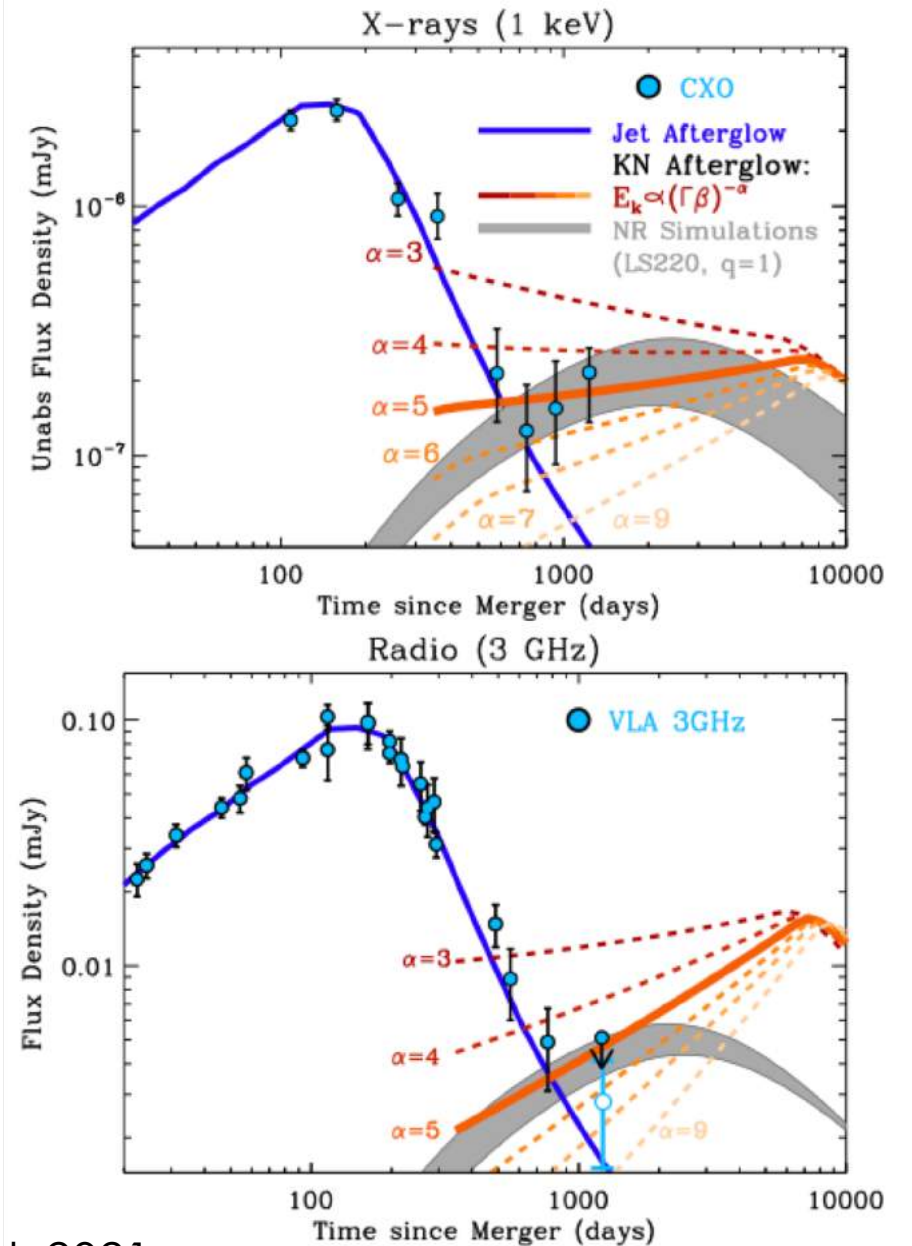 X-rays (1 keV)
Unabs Flux Density (mJy)
10⁻⁶
10⁻⁷
CXO
Jet Afterglow
KN Afterglow:
E_k∝(Γβ)^-α
NR Simulations
(LS220, q=1)
α=3
α=4
α=5
α=6
α=7
α=9
100
1000
10000
Time since Merger (days)
Radio (3 GHz)
Flux Density (mJy)
0.10
0.01
VLA 3GHz
α=3
α=4
α=5
α=9
100
1000
10000
Time since Merger (days)